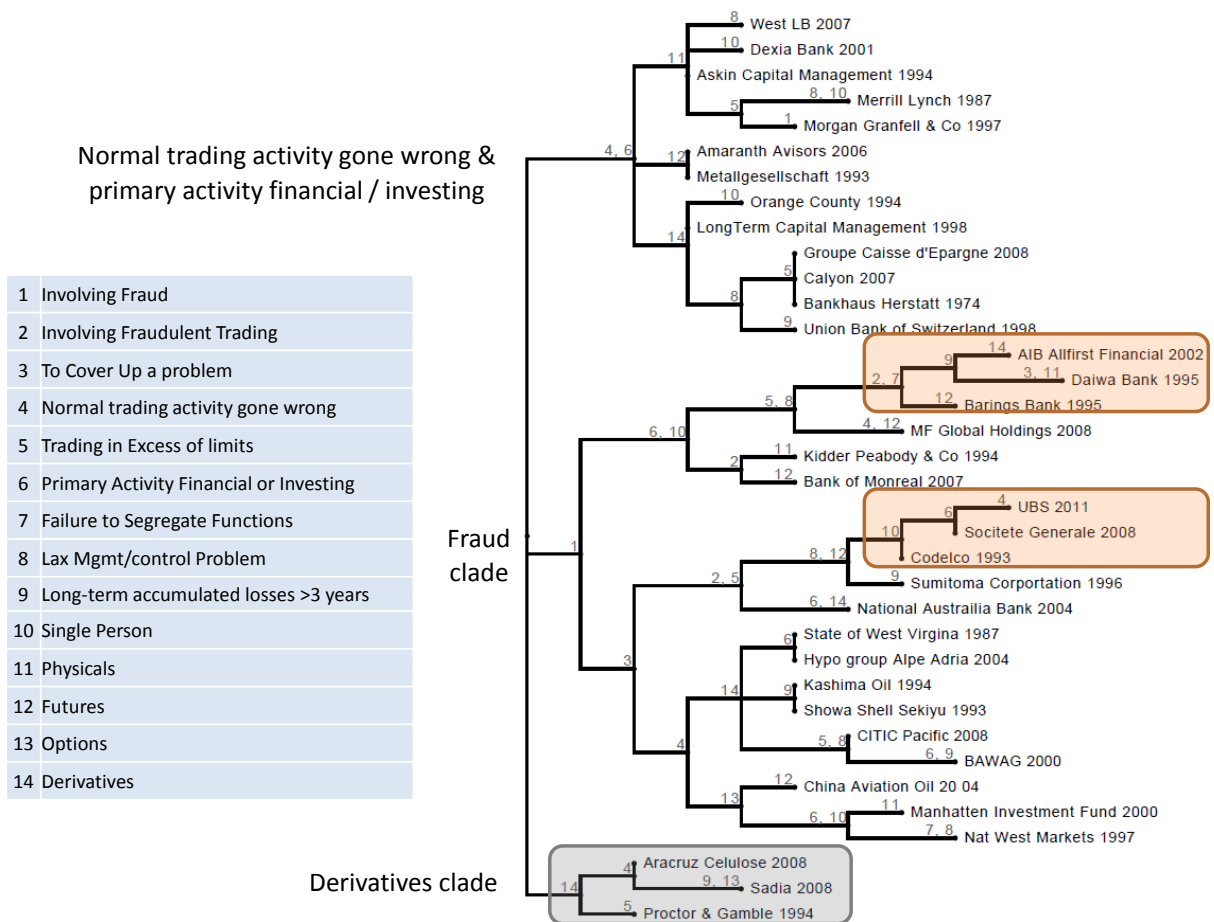 8 West LB 2007
10 Dexia Bank 2001
11
Askin Capital Management 1994
8, 10 Merrill Lynch 1987
5
1 Morgan Granfell & Co 1997
Normal trading activity gone wrong &
primary activity financial / investing
4, 6
12 Amaranth Avisors 2006
Metallgesellschaft 1993
10 Orange County 1994
14 LongTerm Capital Management 1998
Groupe Caisse d'Epargne 2008
5 Calyon 2007
Bankhaus Herstatt 1974
8
9 Union Bank of Switzerland 1998
1 Involving Fraud
2 Involving Fraudulent Trading
3 To Cover Up a problem
4 Normal trading activity gone wrong
5 Trading in Excess of limits
6 Primary Activity Financial or Investing
7 Failure to Segregate Functions
8 Lax Mgmt/control Problem
9 Long-term accumulated losses >3 years
10 Single Person
11 Physicals
12 Futures
13 Options
14 Derivatives
Fraud
clade
1
14 AIB Allfirst Financial 2002
9
3, 11 Daiwa Bank 1995
2, 7
12 Barings Bank 1995
5, 8
4, 12 MF Global Holdings 2008
6, 10
11 Kidder Peabody & Co 1994
2
12 Bank of Monreal 2007
4 UBS 2011
6
Socitete Generale 2008
10
Codelco 1993
8, 12
9 Sumitoma Corportation 1996
2, 5
6, 14 National Austrailia Bank 2004
3
State of West Virgina 1987
6
Hypo group Alpe Adria 2004
14
Kashima Oil 1994
9
Showa Shell Sekiyu 1993
CITIC Pacific 2008
5, 8
6, 9 BAWAG 2000
4
12 China Aviation Oil 20 04
13
11 Manhatten Investment Fund 2000
6, 10
7, 8 Nat West Markets 1997
Derivatives clade
Aracruz Celulose 2008
4
9, 13 Sadia 2008
14
5 Proctor & Gamble 1994